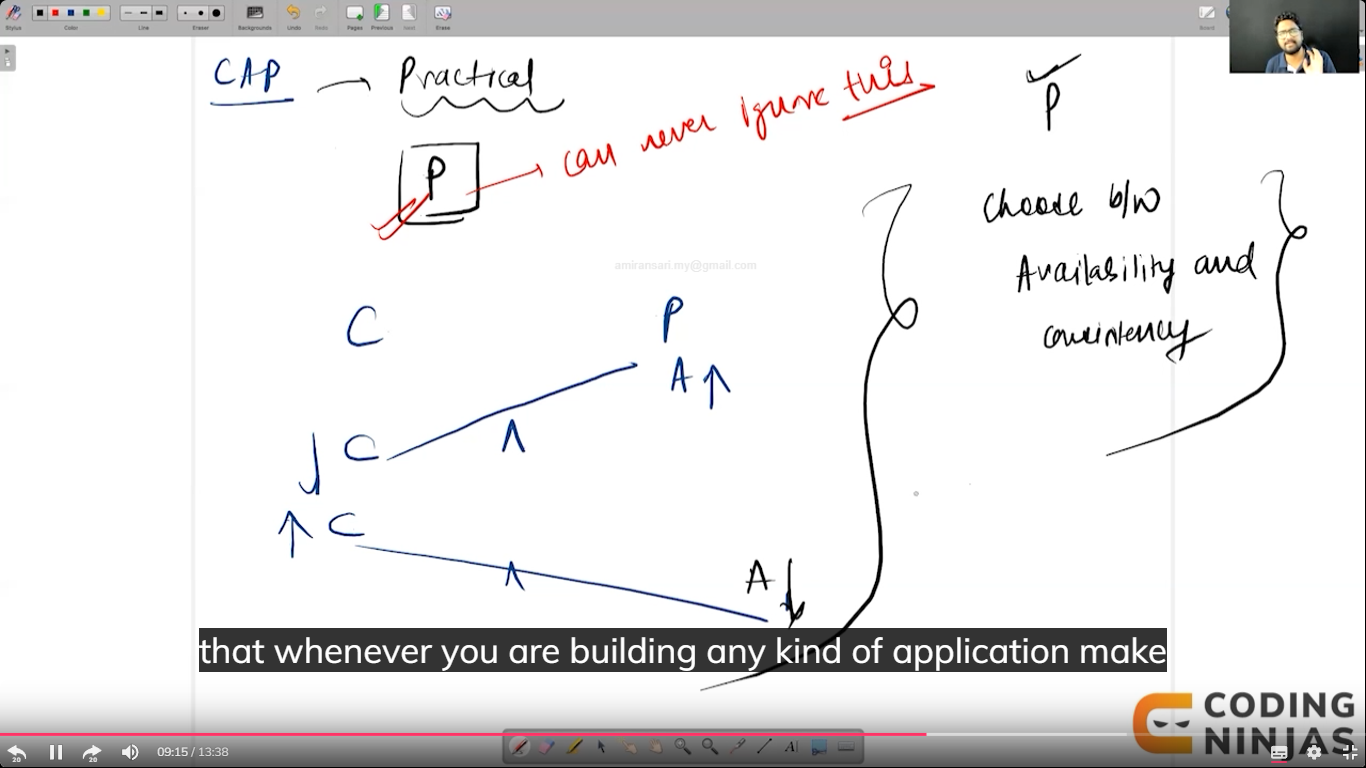 Stylus
Color
Line
Eraser
Backgrounds
Undo
Redo
Pages
Previous
Next
Erase
Board
CAP → Practical
P → can never ignore this
P
Choose b/w
Availability and
consistency
amiransari.my@gmail.com
C P
A ↑
↓ C
↑ C
A ↓
that whenever you are building any kind of application make
CODING
NINJAS
20
20
09:15 / 13:38